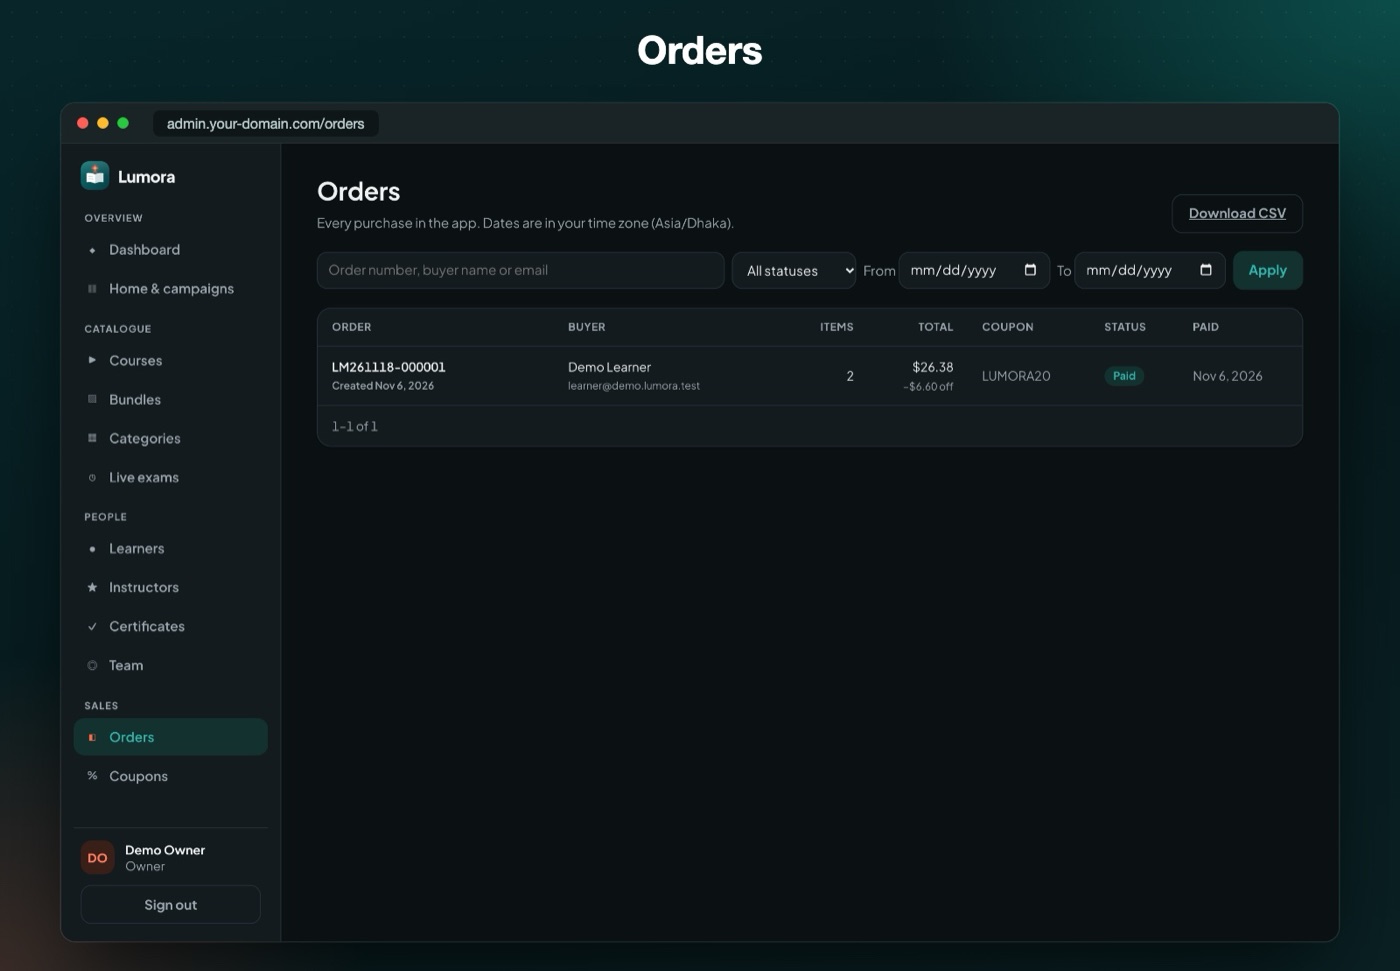 Orders
admin.your-domain.com/orders
Lumora
OVERVIEW
Dashboard
Home & campaigns
CATALOGUE
Courses
Bundles
Categories
Live exams
PEOPLE
Learners
Instructors
Certificates
Team
SALES
Orders
% Coupons
DO
Demo Owner
Owner
Sign out
Orders
Every purchase in the app. Dates are in your time zone (Asia/Dhaka).
Download CSV
Order number, buyer name or email All statuses From mm/dd/yyyy To mm/dd/yyyy Apply
ORDER BUYER ITEMS TOTAL COUPON STATUS PAID
LM261118-000001 Demo Learner 2 $26.38 LUMORA20 Paid Nov 6, 2026
Created Nov 6, 2026 learner@demo.lumora.test −$6.60 off
1–1 of 1